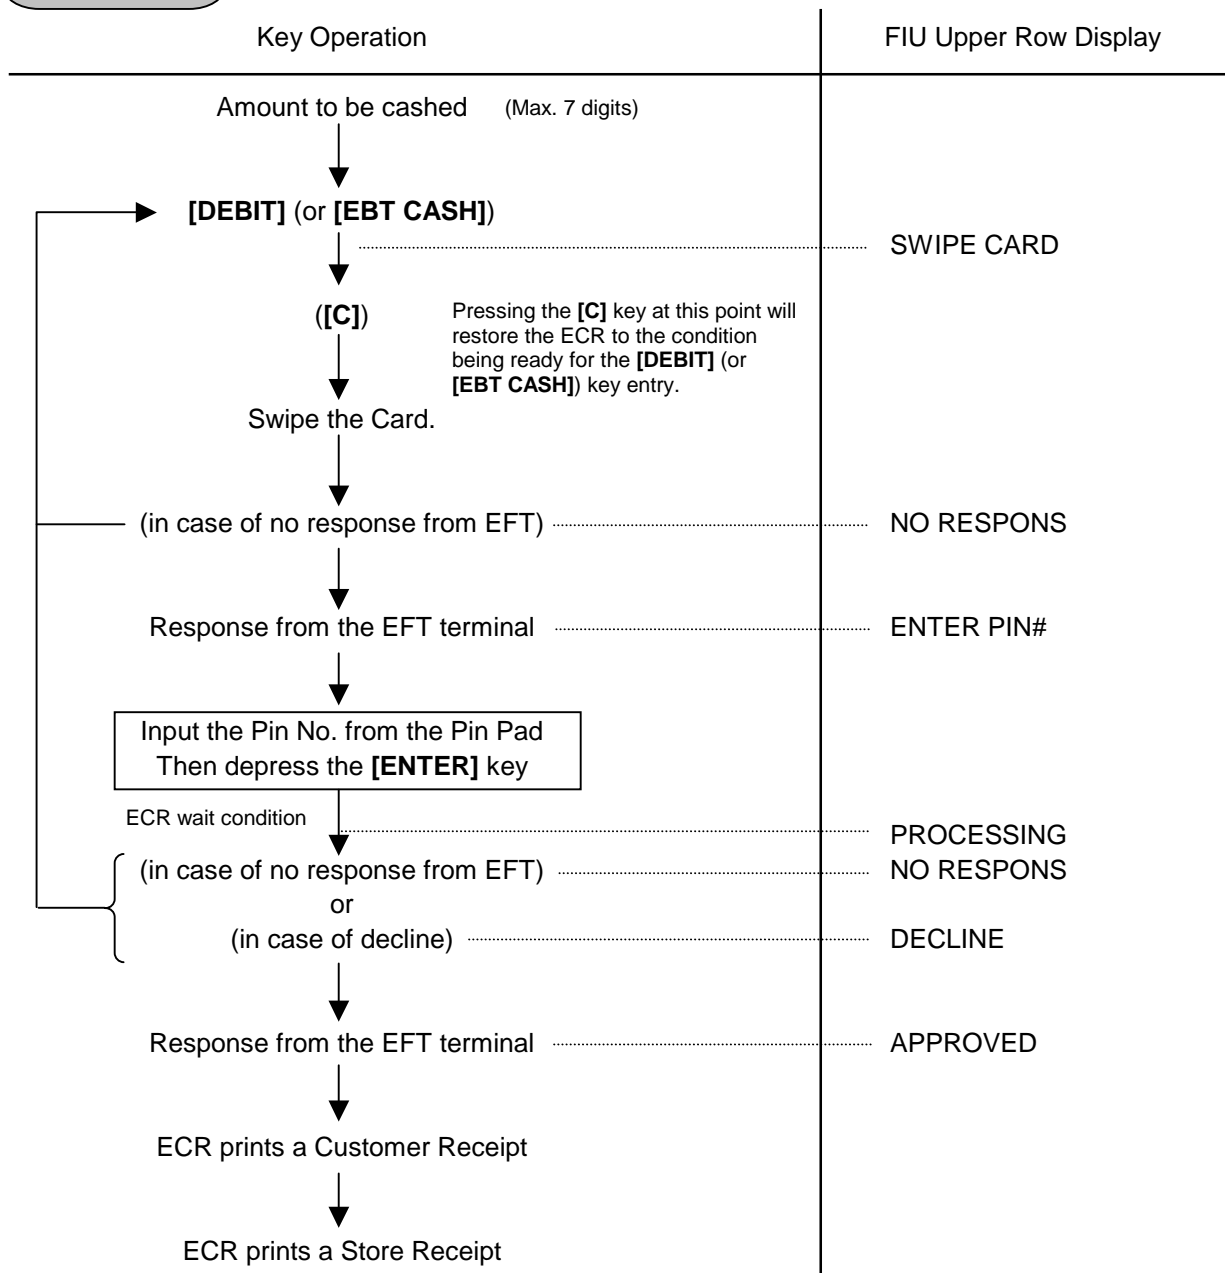 Key Operation
FIU Upper Row Display
Amount to be cashed (Max. 7 digits)
[DEBIT] (or [EBT CASH])
SWIPE CARD
([C])
Pressing the [C] key at this point will
restore the ECR to the condition
being ready for the [DEBIT] (or
[EBT CASH]) key entry.
Swipe the Card.
(in case of no response from EFT)
NO RESPONS
Response from the EFT terminal
ENTER PIN#
Input the Pin No. from the Pin Pad
Then depress the [ENTER] key
ECR wait condition
PROCESSING
(in case of no response from EFT)
NO RESPONS
or
(in case of decline)
DECLINE
Response from the EFT terminal
APPROVED
ECR prints a Customer Receipt
ECR prints a Store Receipt